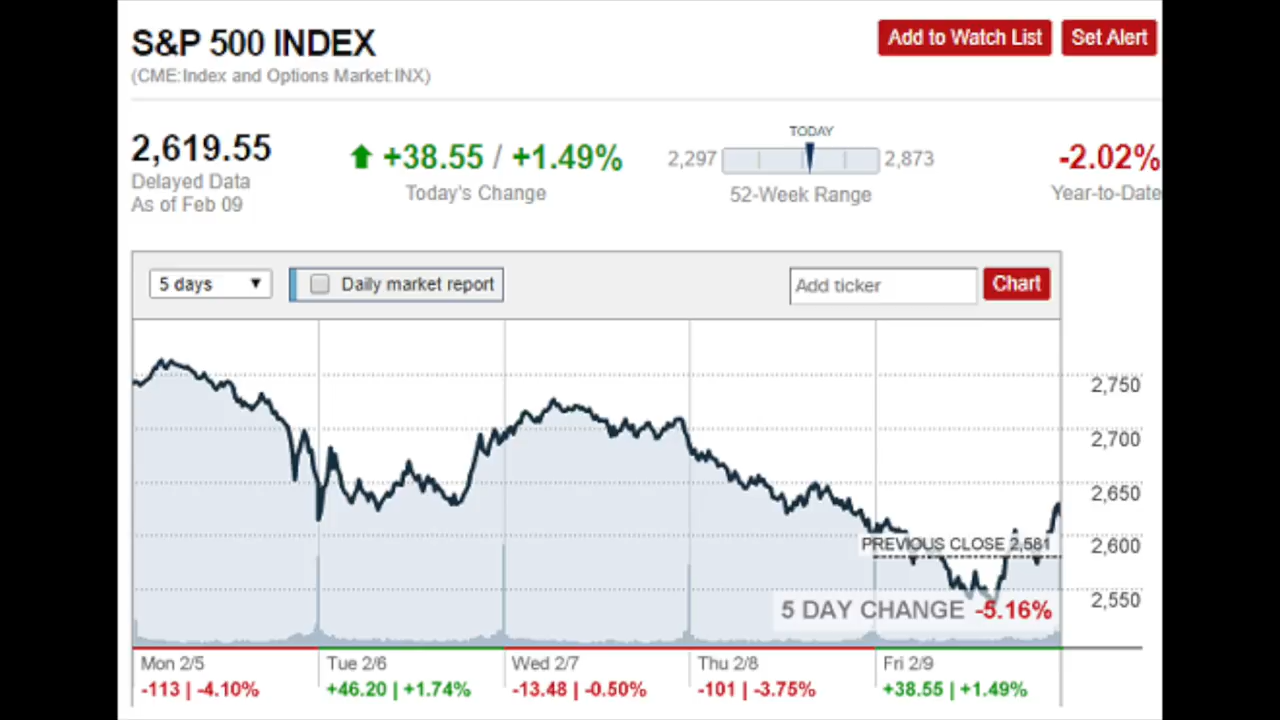 S&P 500 INDEX
Add to Watch List
Set Alert
(CME:Index and Options Market:INX)
TODAY
2,619.55
+38.55 / +1.49%
2,297
2,873
-2.02%
Delayed Data
Today's Change
52-Week Range
Year-to-Date
As of Feb 09
5 days
Daily market report
Add ticker
Chart
2,750
2,700
2,650
2,600
2,550
PREVIOUS CLOSE 2,581
5 DAY CHANGE -5.16%
Mon 2/5
Tue 2/6
Wed 2/7
Thu 2/8
Fri 2/9
-113 | -4.10%
+46.20 | +1.74%
-13.48 | -0.50%
-101 | -3.75%
+38.55 | +1.49%